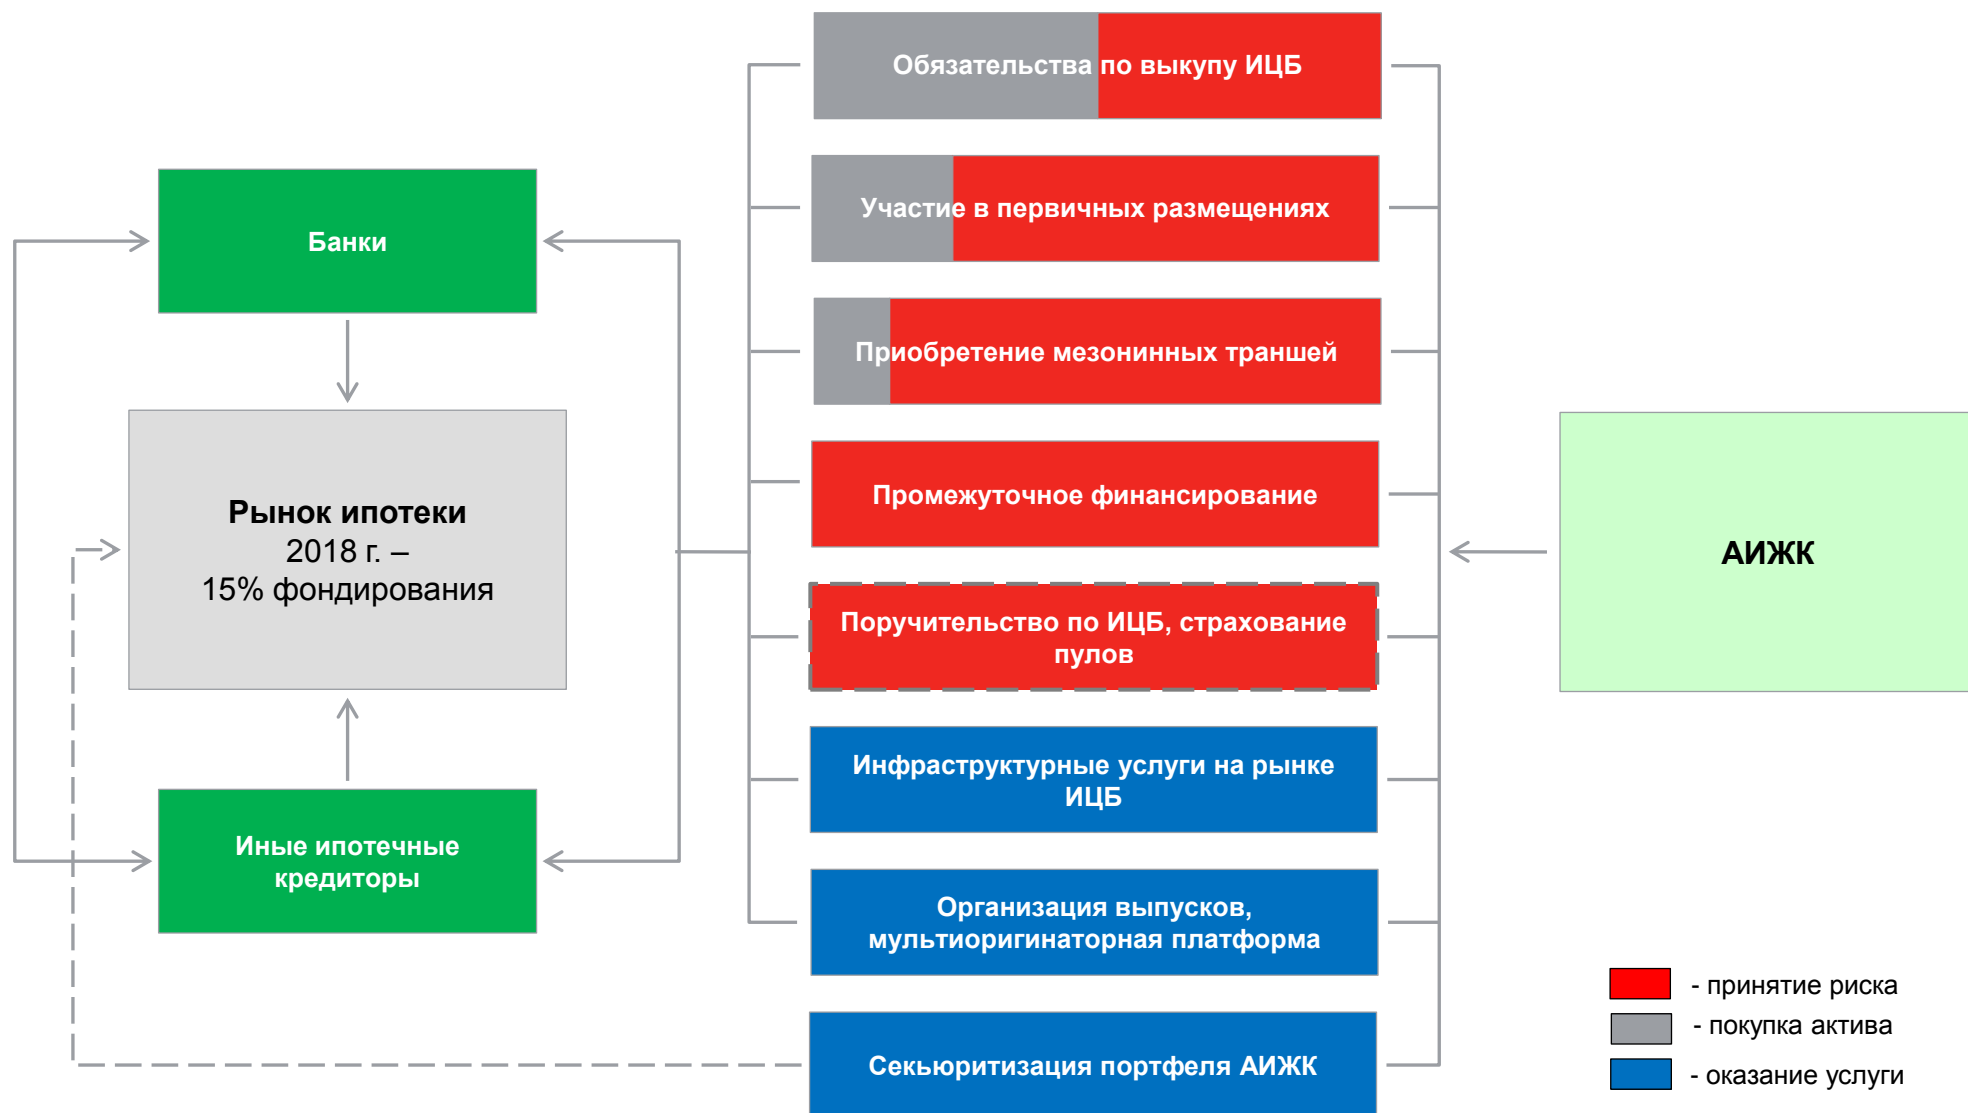 Обязательства по выкупу ИЦБ
Участие в первичных размещениях
Банки
Приобретение мезонинных траншей
Промежуточное финансирование
Рынок ипотеки
2018 г. –
15% фондирования
АИЖК
Поручительство по ИЦБ, страхование
пулов
Инфраструктурные услуги на рынке
ИЦБ
Иные ипотечные
кредиторы
Организация выпусков,
мультиоригинаторная платформа
Секьюритизация портфеля АИЖК
- принятие риска
- покупка актива
- оказание услуги